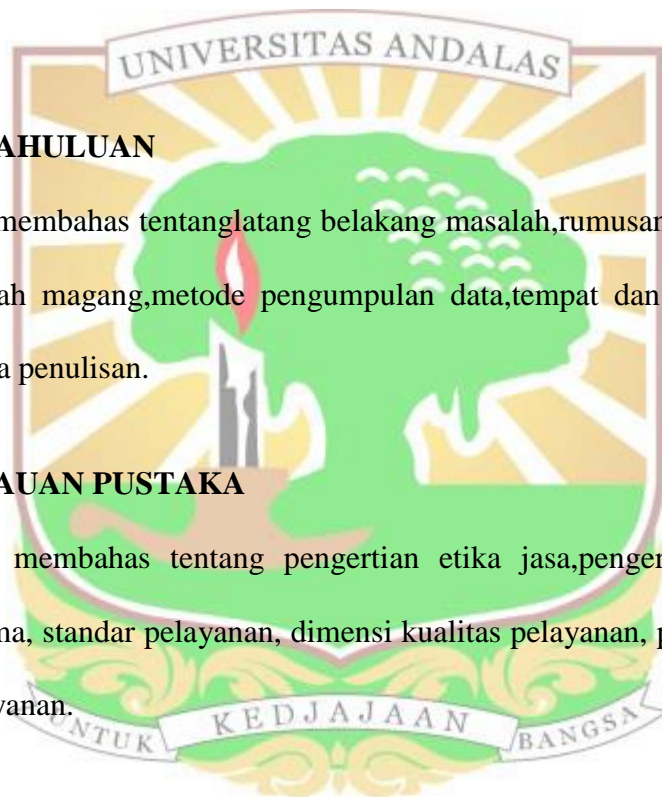 UNIVERSITAS ANDALAS
AHULUAN
membahas tentanglatang belakang masalah,rumusan
ah magang,metode pengumpulan data,tempat dan
a penulisan.
AUAN PUSTAKA
membahas tentang pengertian etika jasa,penger
na, standar pelayanan, dimensi kualitas pelayanan, p
yanan.
UNTUK KEDJAJAAN BANGSA